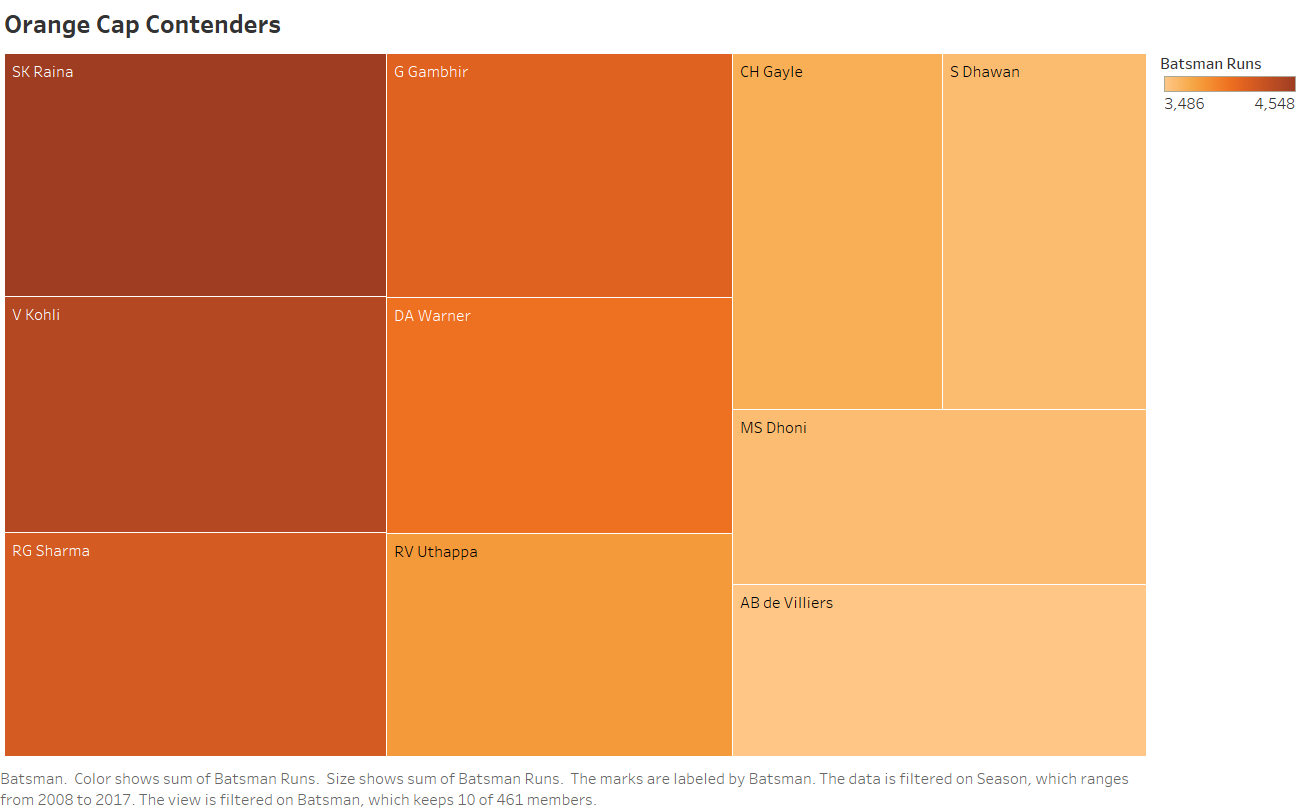 Orange Cap Contenders
SK Raina
G Gambhir
CH Gayle
S Dhawan
Batsman Runs
3,486
4,548
V Kohli
DA Warner
MS Dhoni
RG Sharma
RV Uthappa
AB de Villiers
Batsman.  Color shows sum of Batsman Runs.  Size shows sum of Batsman Runs.  The marks are labeled by Batsman. The data is filtered on Season, which ranges
from 2008 to 2017. The view is filtered on Batsman, which keeps 10 of 461 members.